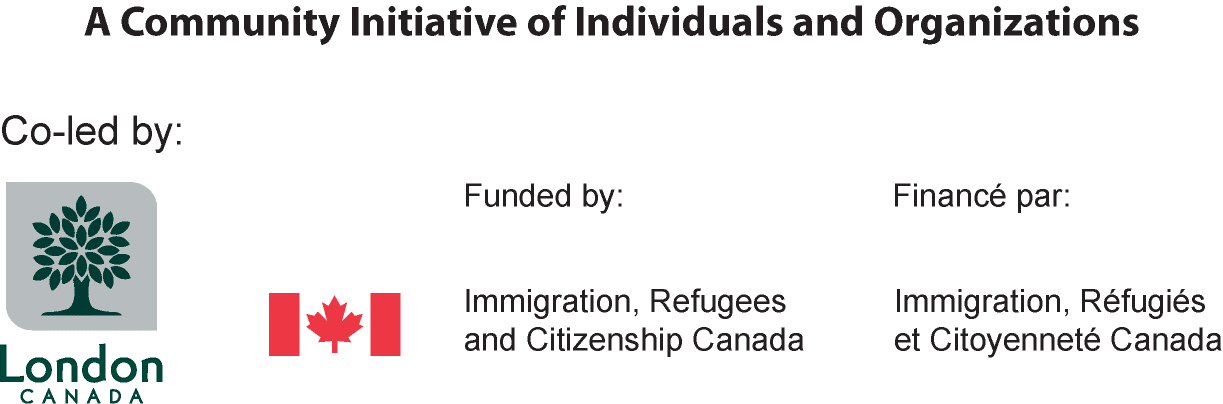 A Community Initiative of Individuals and Organizations
Co-led by:
London
CANADA
Funded by:
Immigration, Refugees
and Citizenship Canada
Financé par:
Immigration, Réfugiés
et Citoyenneté Canada